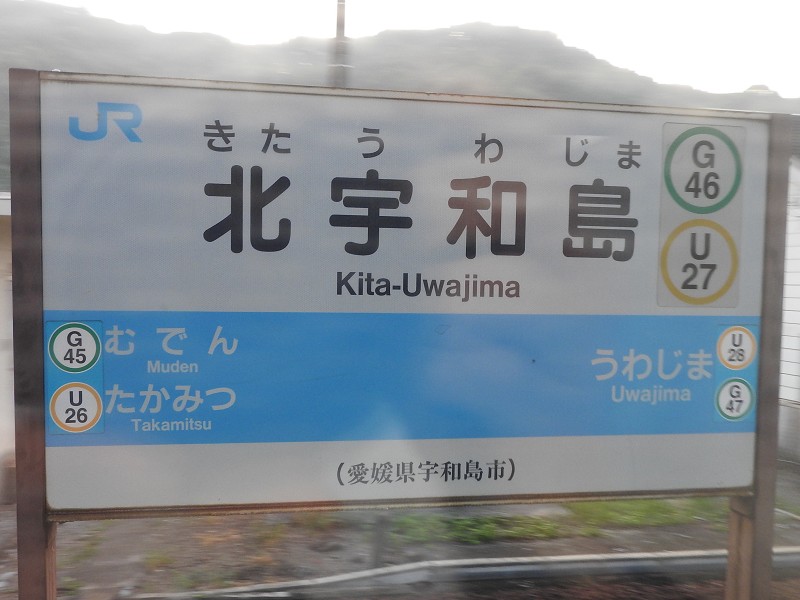 JR
きた う わ じま
北宇和島
Kita-Uwajima
G
46
U
27
G
45
むでん
Muden
U
26
たかみつ
Takamitsu
うわじま
Uwajima
U
28
G
47
(愛媛県宇和島市)